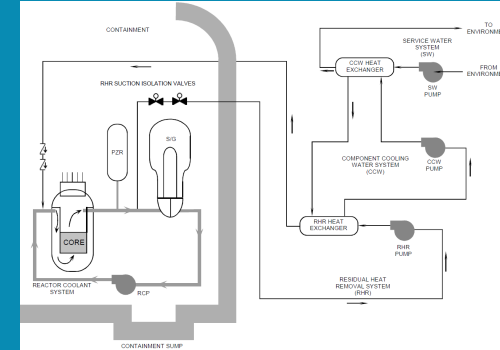 CONTAINMENT
TO
SERVICE WATER
SYSTEM
(SW)
CCW HEAT
EXCHANGER
FROM
SW
PUMP
RHR SUCTION ISOLATION VALVES
S/G
PZR
COMPONENT COOLING
WATER SYSTEM
(CCW)
CCW
PUMP
RHR HEAT
EXCHANGER
RHR
PUMP
CORE
REACTOR COOLANT
SYSTEM
RCP
RESIDUAL HEAT
REMOVAL SYSTEM
(RHR)
CONTAINMENT SUMP